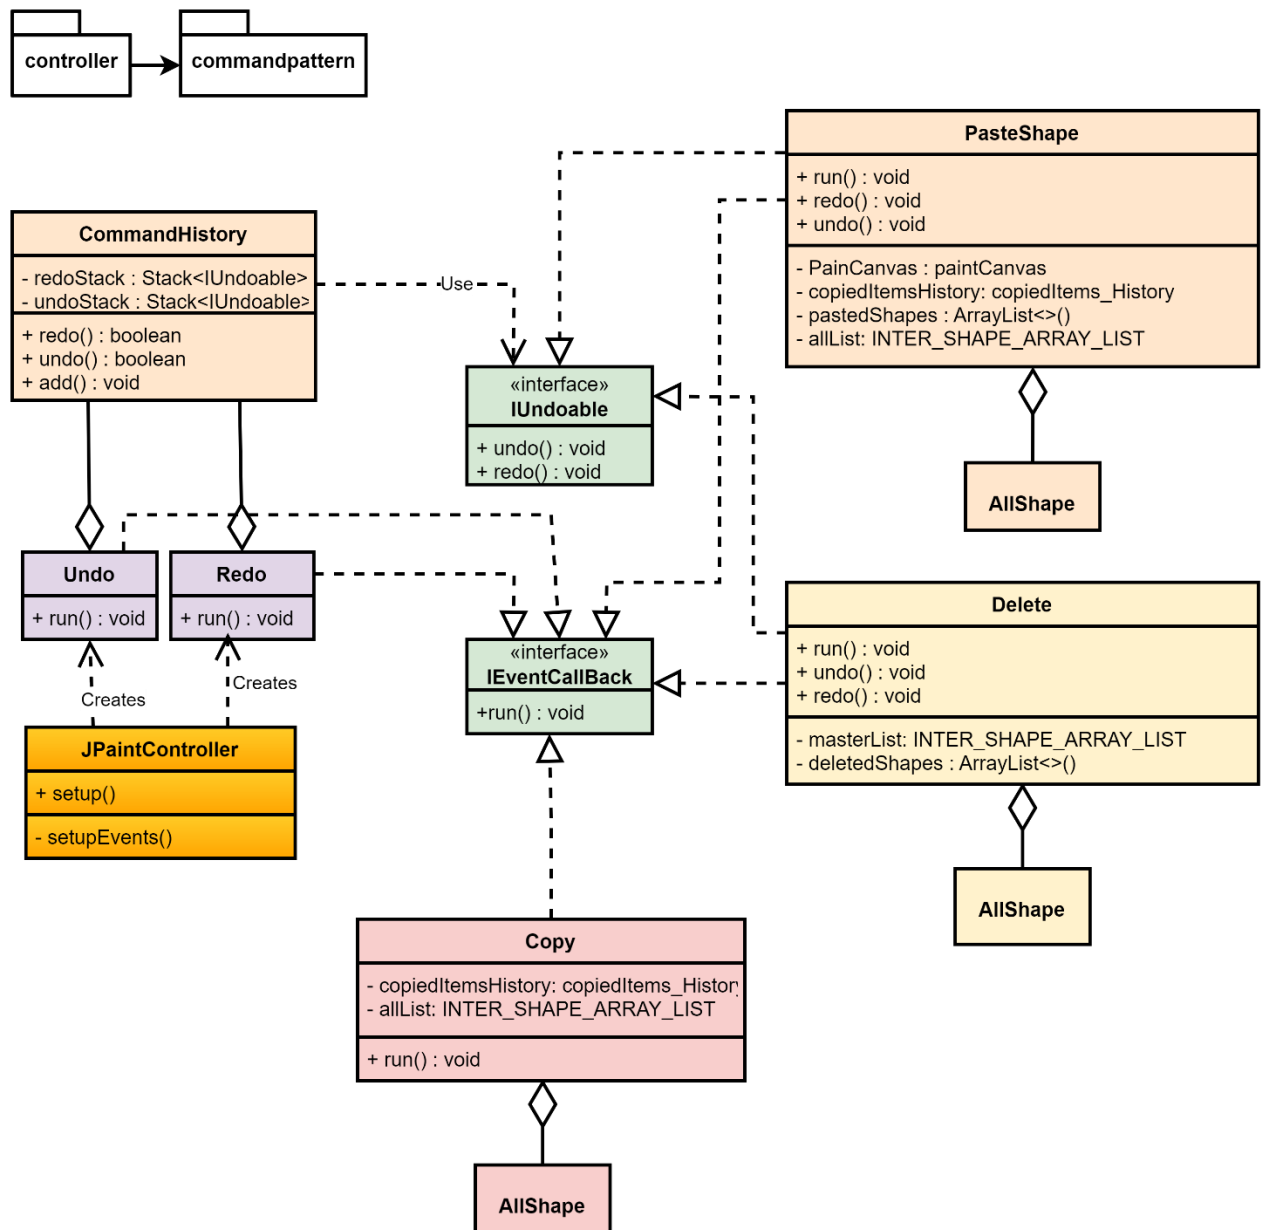 controller
commandpattern
PasteShape
+ run() : void
+ redo() : void
+ undo() : void
- PainCanvas : paintCanvas
- copiedItemsHistory: copiedItems_History
- pastedShapes : ArrayList<>()
- allList: INTER_SHAPE_ARRAY_LIST
AllShape
CommandHistory
- redoStack : Stack<IUndoable>
- undoStack : Stack<IUndoable>
+ redo() : boolean
+ undo() : boolean
+ add() : void
Use
«interface»
IUndoable
+ undo() : void
+ redo() : void
Undo
+ run() : void
Redo
+ run() : void
Creates
Creates
«interface»
IEventCallBack
+run() : void
Delete
+ run() : void
+ undo() : void
+ redo() : void
- masterList: INTER_SHAPE_ARRAY_LIST
- deletedShapes : ArrayList<>()
AllShape
JPaintController
+ setup()
- setupEvents()
Copy
- copiedItemsHistory: copiedItems_History
- allList: INTER_SHAPE_ARRAY_LIST
+ run() : void
AllShape